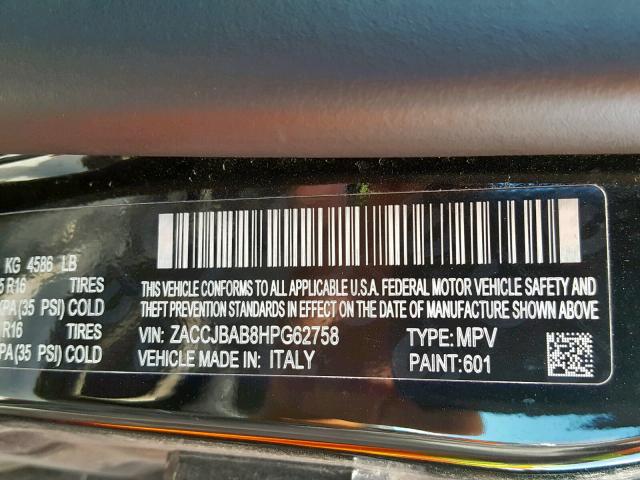 KG 4586 LB
5 R16 TIRES
PA (35 PSI) COLD
R16 TIRES
PA (35 PSI) COLD
THIS VEHICLE CONFORMS TO ALL APPLICABLE U.S.A. FEDERAL MOTOR VEHICLE SAFETY AND
THEFT PREVENTION STANDARDS IN EFFECT ON THE DATE OF MANUFACTURE SHOWN ABOVE
VIN: ZACCJBAB8HPG62758 TYPE: MPV
VEHICLE MADE IN: ITALY PAINT: 601